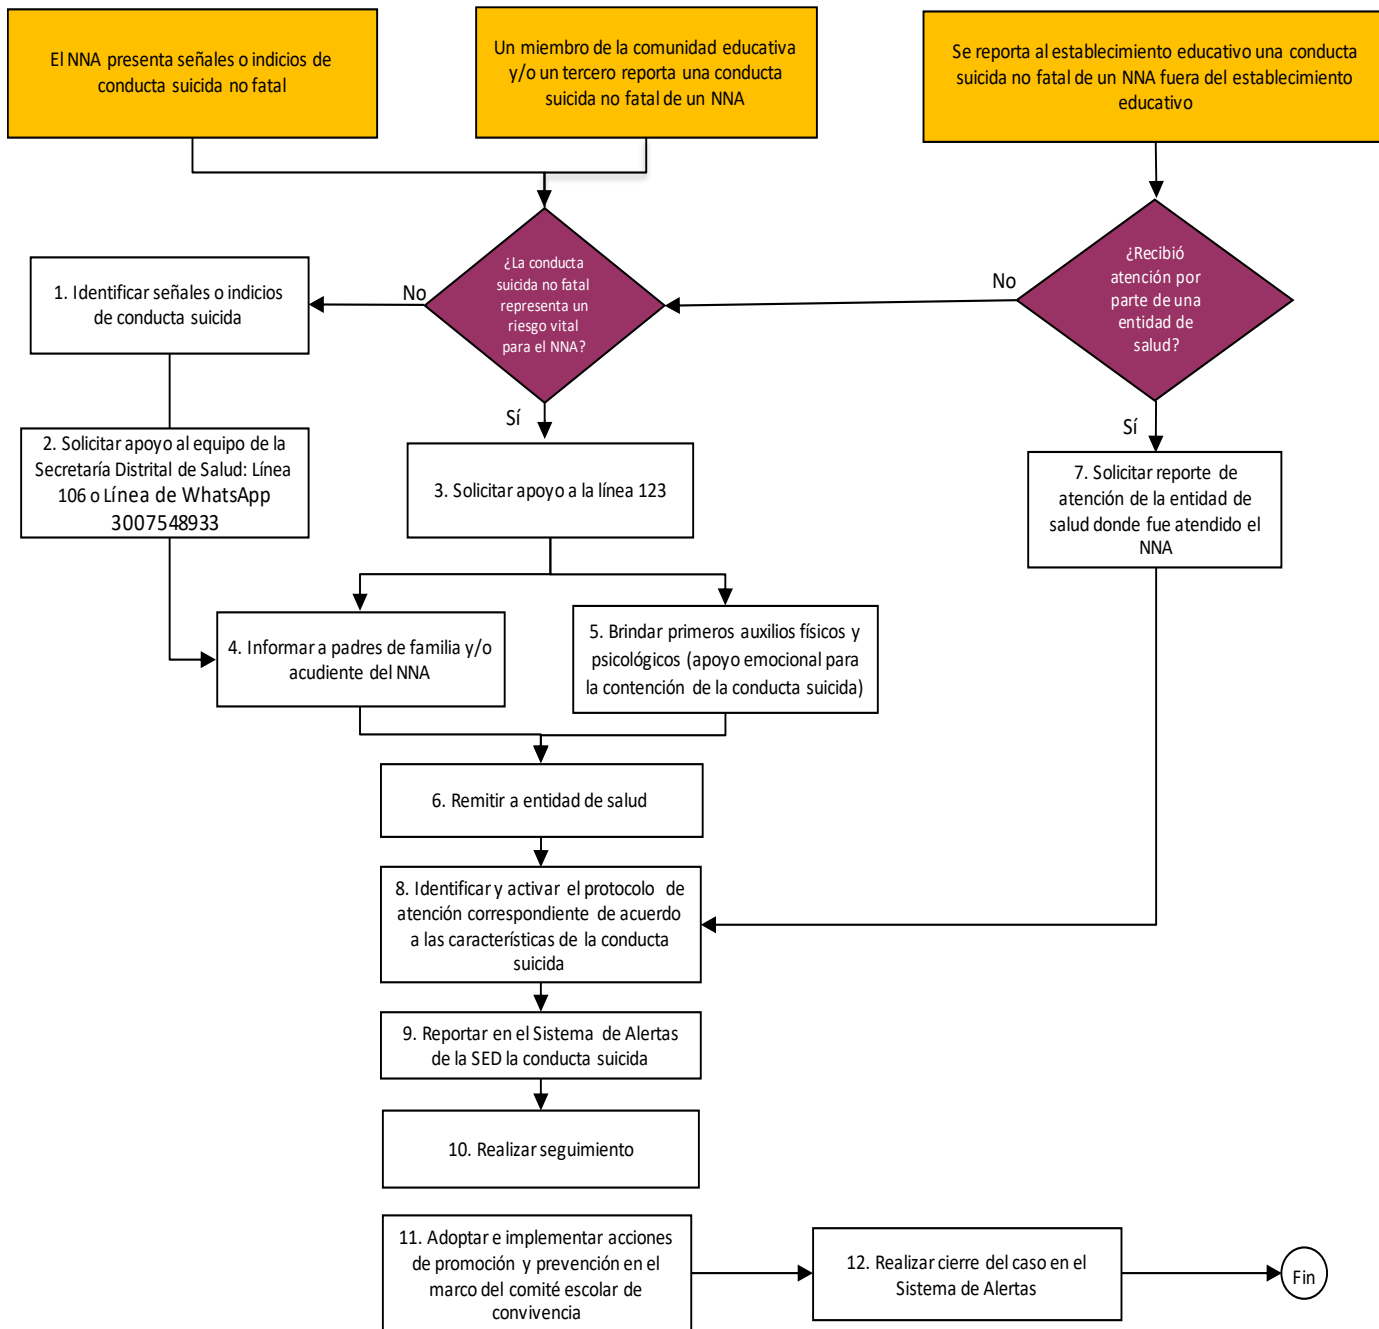 El NNA presenta señales o indicios de
conducta suicida no fatal
Un miembro de la comunidad educativa
y/o un tercero reporta una conducta
suicida no fatal de un NNA
Se reporta al establecimiento educativo una conducta
suicida no fatal de un NNA fuera del establecimiento
educativo
¿La conducta
suicida no fatal
representa un
riesgo vital
para el NNA?
¿Recibió
atención por
parte de una
entidad de
salud?
No
No
Sí
Sí
1. Identificar señales o indicios
de conducta suicida
2. Solicitar apoyo al equipo de la
Secretaría Distrital de Salud: Línea
106 o Línea de WhatsApp
3007548933
3. Solicitar apoyo a la línea 123
7. Solicitar reporte de
atención de la entidad de
salud donde fue atendido el
NNA
4. Informar a padres de familia y/o
acudiente del NNA
5. Brindar primeros auxilios físicos y
psicológicos (apoyo emocional para
la contención de la conducta suicida)
6. Remitir a entidad de salud
8. Identificar y activar el protocolo de
atención correspondiente de acuerdo
a las características de la conducta
suicida
9. Reportar en el Sistema de Alertas
de la SED la conducta suicida
10. Realizar seguimiento
11. Adoptar e implementar acciones
de promoción y prevención en el
marco del comité escolar de
convivencia
12. Realizar cierre del caso en el
Sistema de Alertas
Fin